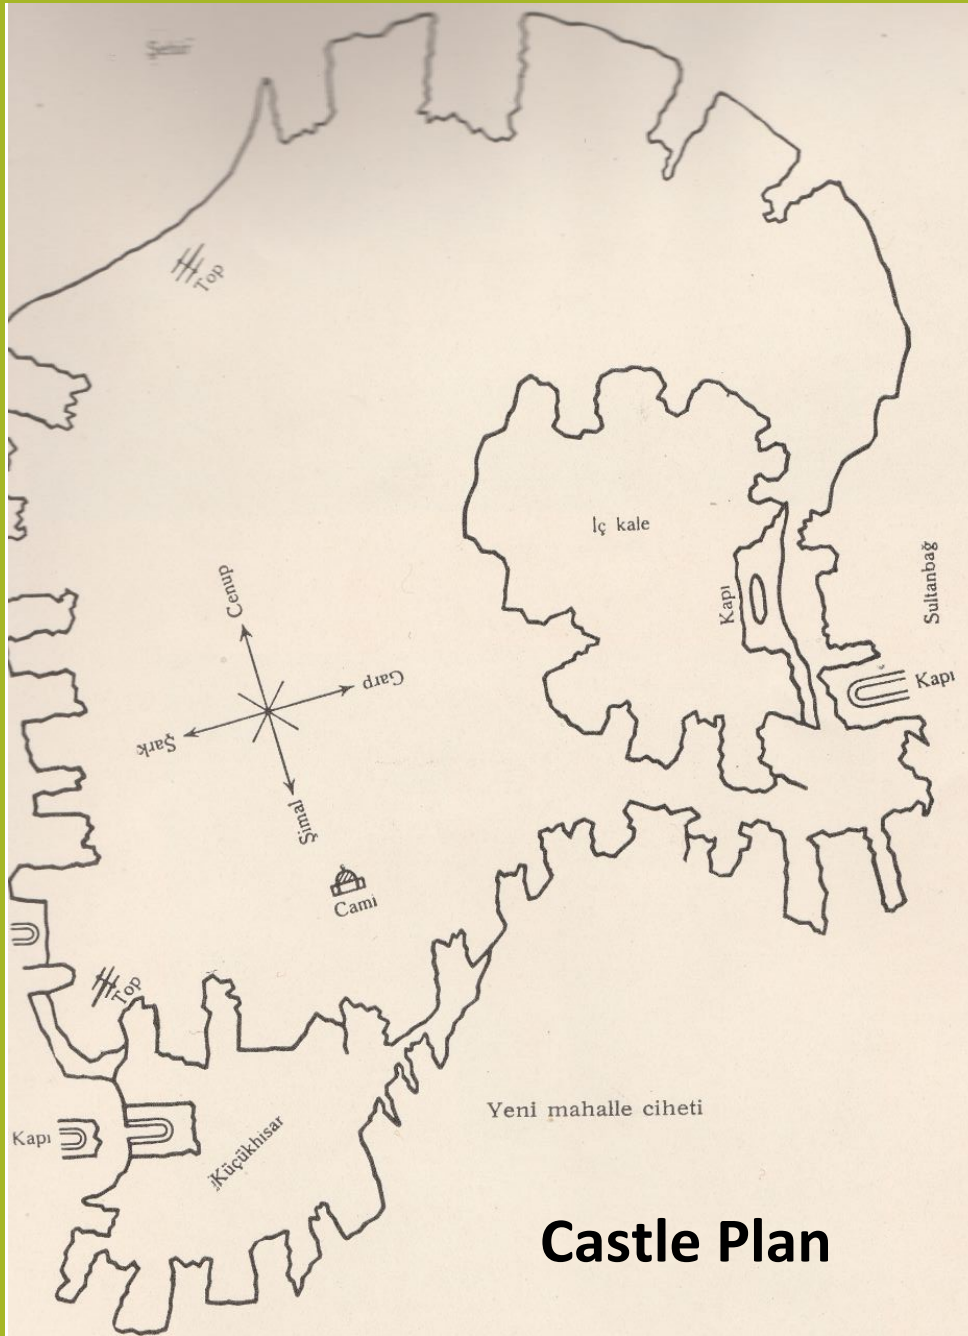 Şehir
Top
İç kale
Cenup
Kapı
Sultanbağ
Garp
Kapı
Şark
Şimal
Cami
Top
Yeni mahalle ciheti
Kapı
Küçükhisar
Castle Plan